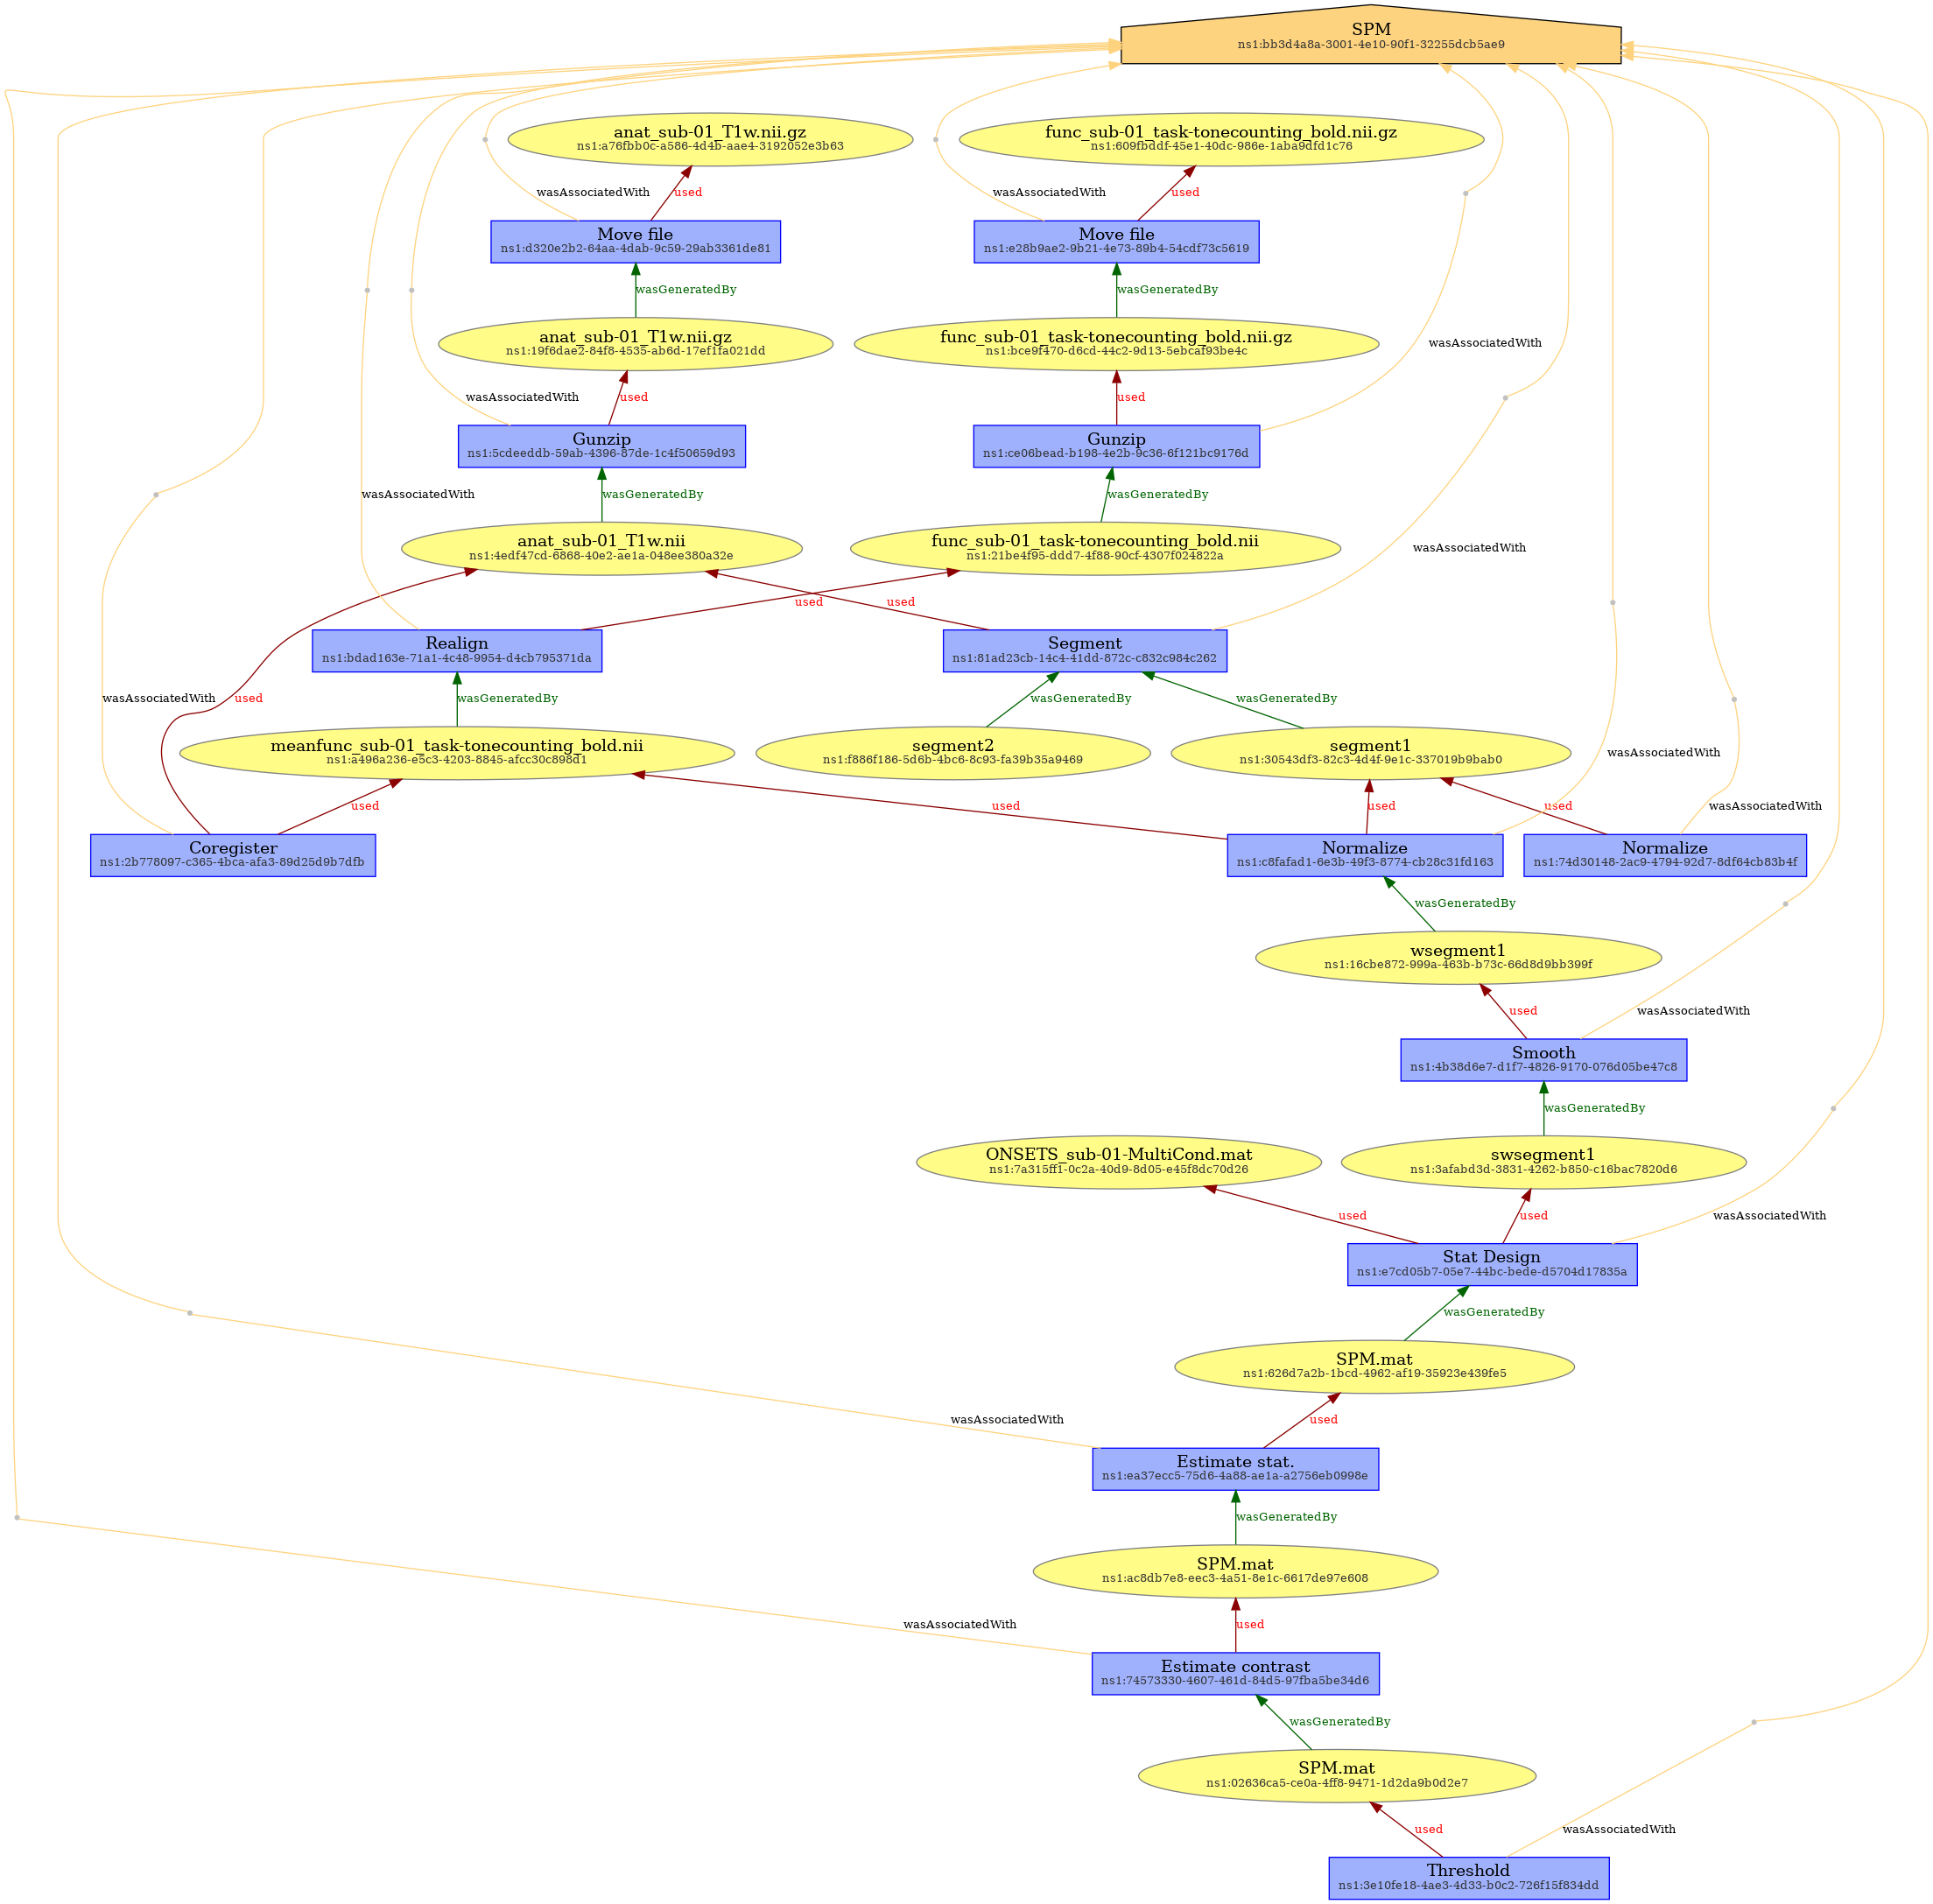 SPM
ns1:bb3d4a8a-3001-4e10-90f1-32255dcb5ae9
anat_sub-01_T1w.nii.gz
ns1:a76fbb0c-a586-4d4b-aae4-3192052e3b63
func_sub-01_task-tonecounting_bold.nii.gz
ns1:609fbddf-45e1-40dc-986e-1aba9dfd1c76
wasAssociatedWith
used
wasAssociatedWith
used
Move file
ns1:d320e2b2-64aa-4dab-9c59-29ab3361de81
Move file
ns1:e28b9ae2-9b21-4e73-89b4-54cdf73c5619
wasGeneratedBy
wasGeneratedBy
anat_sub-01_T1w.nii.gz
ns1:19f6dae2-84f8-4535-ab6d-17ef1fa021dd
func_sub-01_task-tonecounting_bold.nii.gz
ns1:bce9f470-d6cd-44c2-9d13-5ebcaf93be4c
wasAssociatedWith
wasAssociatedWith
used
used
Gunzip
ns1:5cdeeddb-59ab-4396-87de-1c4f50659d93
Gunzip
ns1:ce06bead-b198-4e2b-9c36-6f121bc9176d
wasAssociatedWith
wasGeneratedBy
wasGeneratedBy
anat_sub-01_T1w.nii
ns1:4edf47cd-6868-40e2-ae1a-048ee380a32e
func_sub-01_task-tonecounting_bold.nii
ns1:21be4f95-ddd7-4f88-90cf-4307f024822a
wasAssociatedWith
used
used
Realign
ns1:bdad163e-71a1-4c48-9954-d4cb795371da
Segment
ns1:81ad23cb-14c4-41dd-872c-c832c984c262
wasAssociatedWith
used
wasGeneratedBy
wasGeneratedBy
wasGeneratedBy
meanfunc_sub-01_task-tonecounting_bold.nii
ns1:a496a236-e5c3-4203-8845-afcc30c898d1
segment2
ns1:f886f186-5d6b-4bc6-8c93-fa39b35a9469
segment1
ns1:30543df3-82c3-4d4f-9e1c-337019b9bab0
wasAssociatedWith
used
used
used
used
wasAssociatedWith
Coregister
ns1:2b778097-c365-4bca-afa3-89d25d9b7dfb
Normalize
ns1:c8fafad1-6e3b-49f3-8774-cb28c31fd163
Normalize
ns1:74d30148-2ac9-4794-92d7-8df64cb83b4f
wasGeneratedBy
wsegment1
ns1:16cbe872-999a-463b-b73c-66d8d9bb399f
used
wasAssociatedWith
Smooth
ns1:4b38d6e7-d1f7-4826-9170-076d05be47c8
wasGeneratedBy
ONSETS_sub-01-MultiCond.mat
ns1:7a315ff1-0c2a-40d9-8d05-e45f8dc70d26
swsegment1
ns1:3afabd3d-3831-4262-b850-c16bac7820d6
used
used
wasAssociatedWith
Stat Design
ns1:e7cd05b7-05e7-44bc-bede-d5704d17835a
wasGeneratedBy
SPM.mat
ns1:626d7a2b-1bcd-4962-af19-35923e439fe5
wasAssociatedWith
used
Estimate stat.
ns1:ea37ecc5-75d6-4a88-ae1a-a2756eb0998e
wasGeneratedBy
SPM.mat
ns1:ac8db7e8-eec3-4a51-8e1c-6617de97e608
wasAssociatedWith
used
Estimate contrast
ns1:74573330-4607-461d-84d5-97fba5be34d6
wasGeneratedBy
SPM.mat
ns1:02636ca5-ce0a-4ff8-9471-1d2da9b0d2e7
used
wasAssociatedWith
Threshold
ns1:3e10fe18-4ae3-4d33-b0c2-726f15f834dd